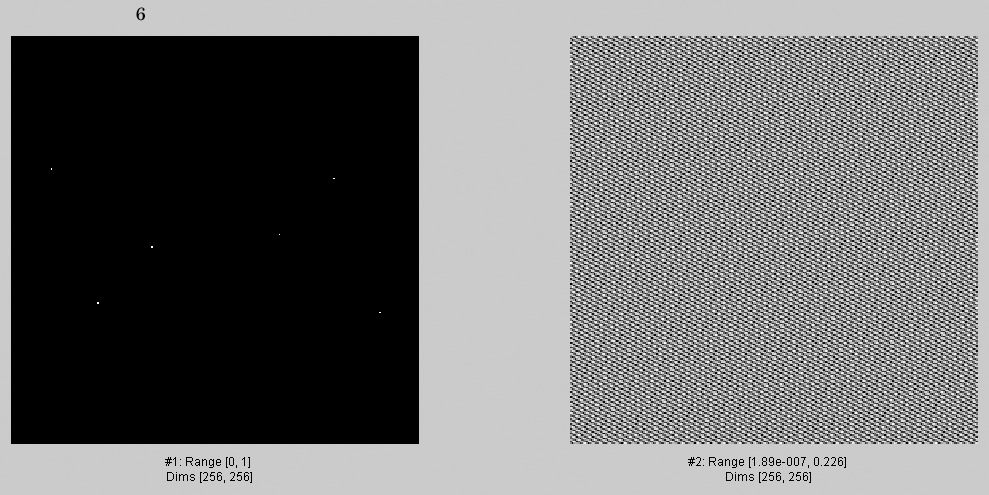 6
#1: Range [0, 1]
Dims [256, 256]
#2: Range [1.89e-007, 0.226]
Dims [256, 256]